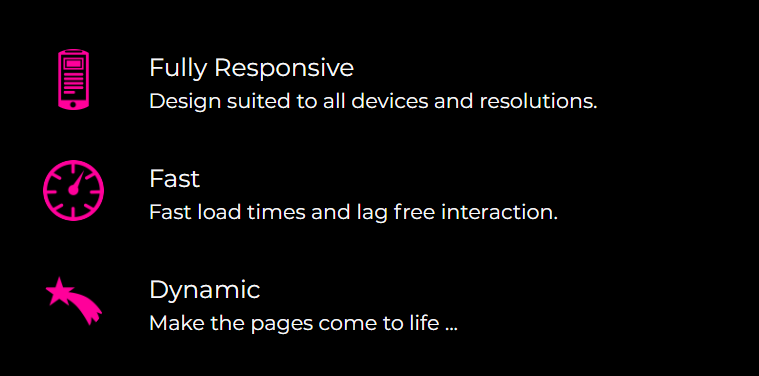 Fully Responsive
Design suited to all devices and resolutions.
Fast
Fast load times and lag free interaction.
Dynamic
Make the pages come to life ...